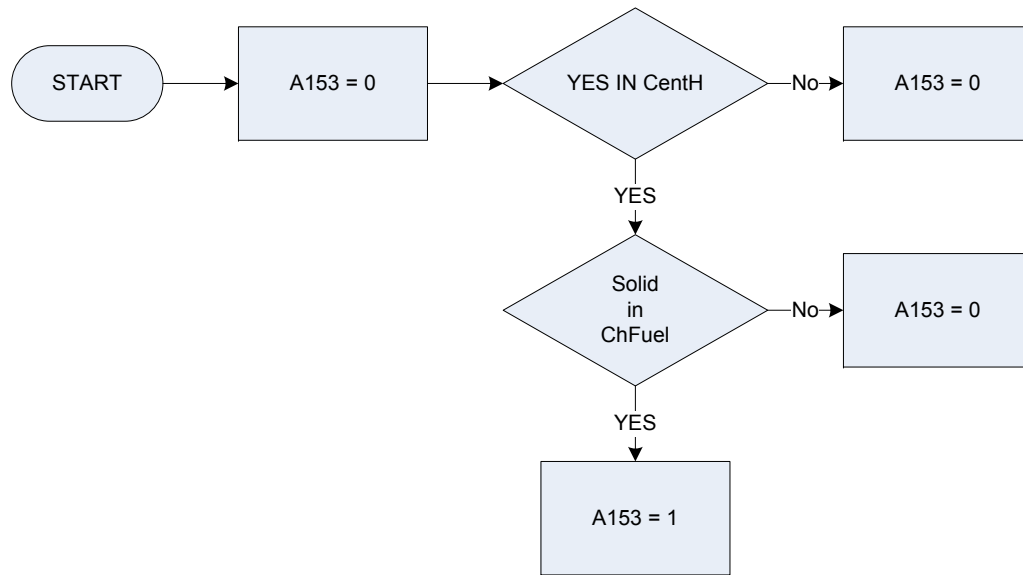 START
A153 = 0
YES IN CentH
No
A153 = 0
YES
Solid
in
ChFuel
No
A153 = 0
YES
A153 = 1